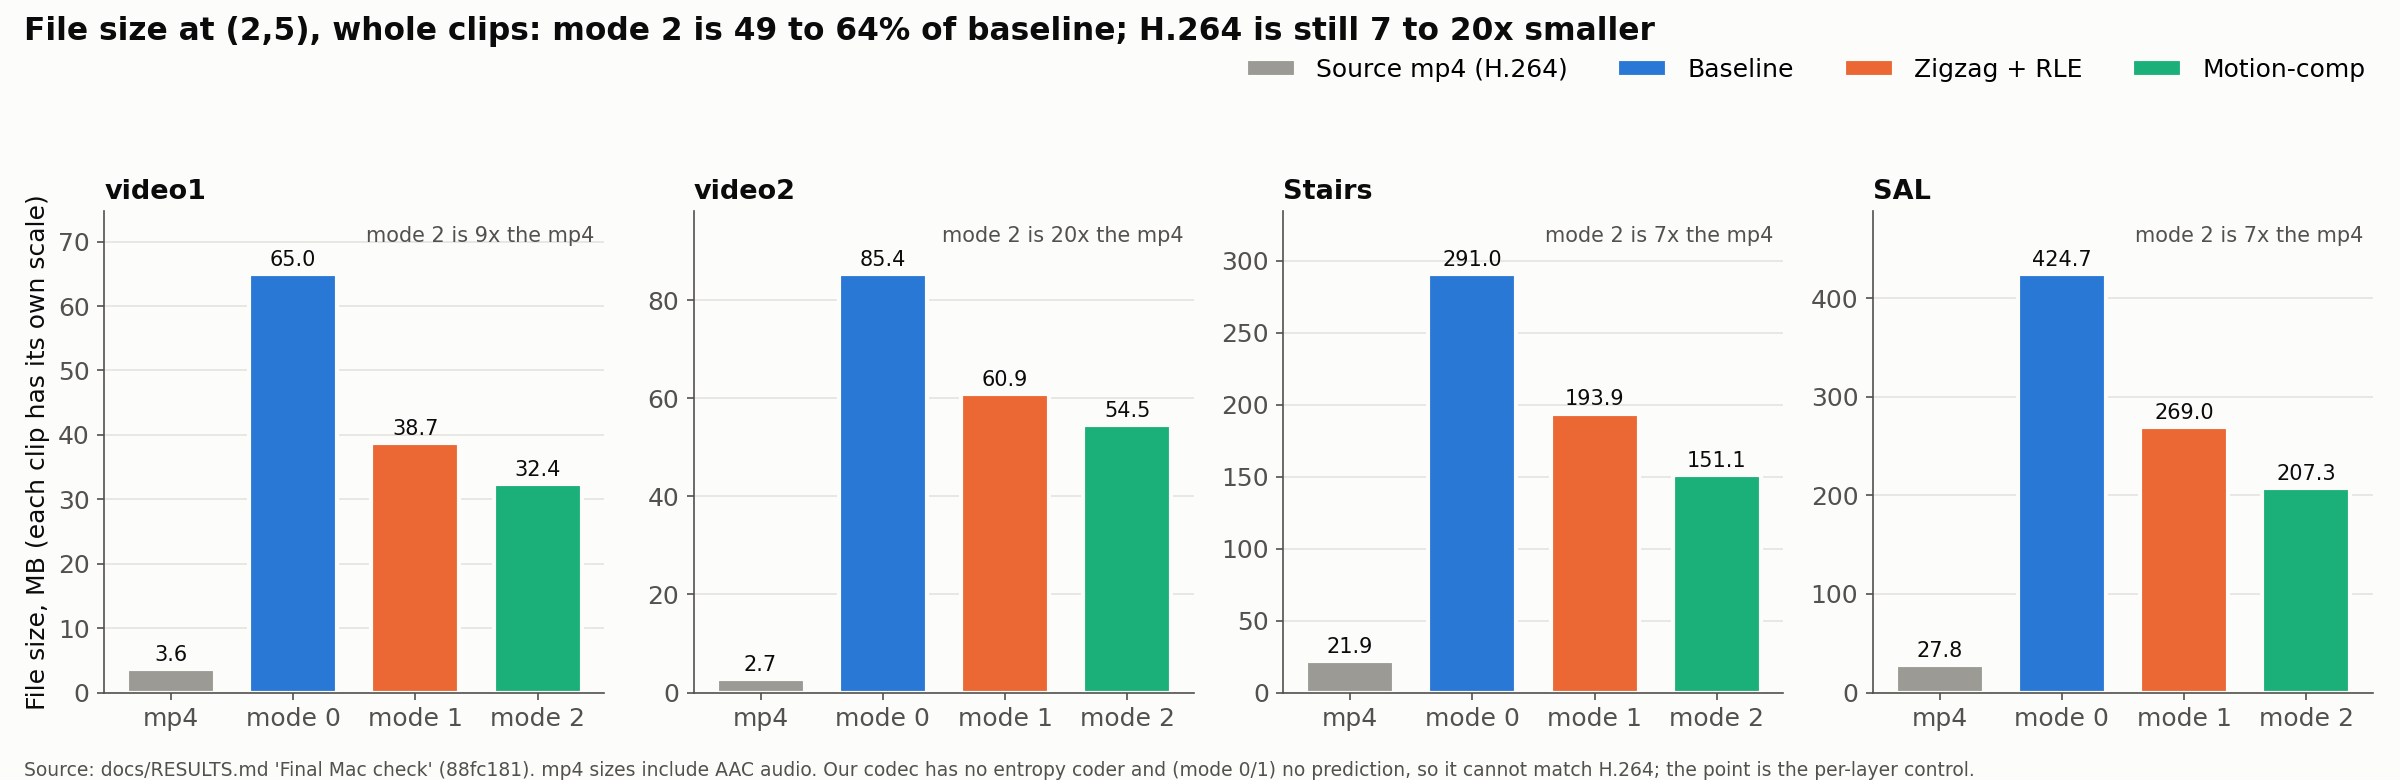 File size at (2,5), whole clips: mode 2 is 49 to 64% of baseline; H.264 is still 7 to 20x smaller
Source mp4 (H.264) Baseline Zigzag + RLE Motion-comp
File size, MB (each clip has its own scale)
video1
mode 2 is 9x the mp4
70
60
50
40
30
20
10
0
3.6
65.0
38.7
32.4
mp4 mode 0 mode 1 mode 2
video2
mode 2 is 20x the mp4
80
60
40
20
0
2.7
85.4
60.9
54.5
mp4 mode 0 mode 1 mode 2
Stairs
mode 2 is 7x the mp4
300
250
200
150
100
50
0
21.9
291.0
193.9
151.1
mp4 mode 0 mode 1 mode 2
SAL
mode 2 is 7x the mp4
400
300
200
100
0
27.8
424.7
269.0
207.3
mp4 mode 0 mode 1 mode 2
Source: docs/RESULTS.md 'Final Mac check' (88fc181). mp4 sizes include AAC audio. Our codec has no entropy coder and (mode 0/1) no prediction, so it cannot match H.264; the point is the per-layer control.